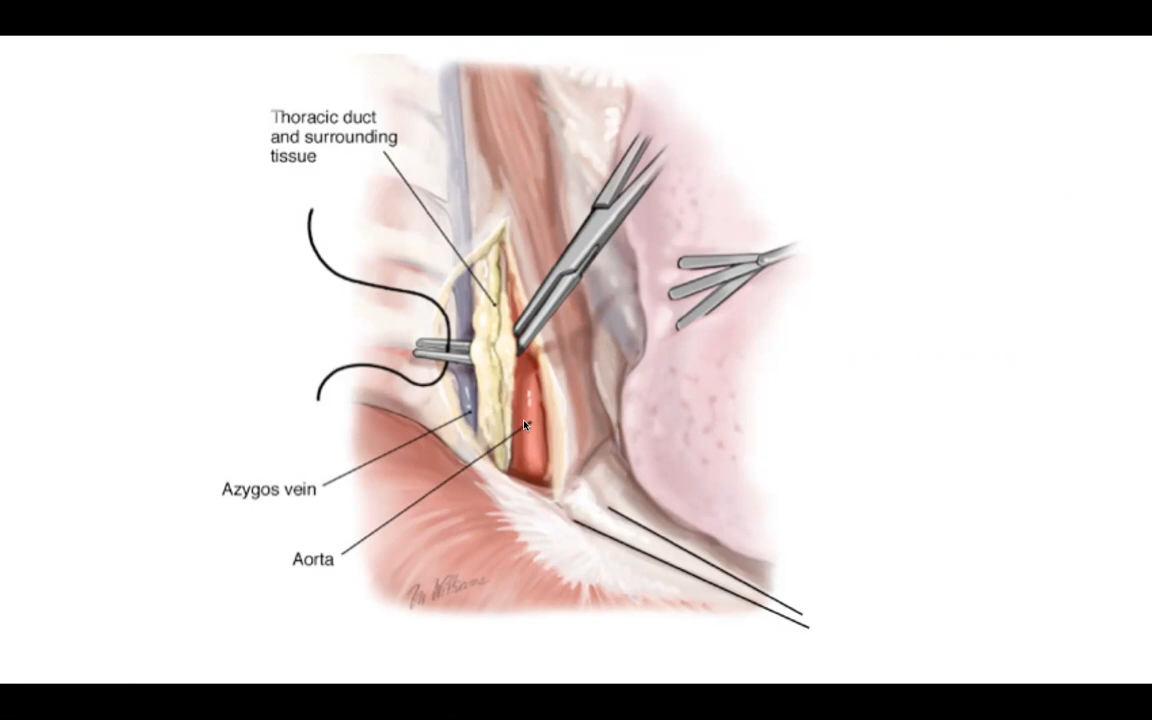 Thoracic duct
and surrounding
tissue
Azygos vein
Aorta